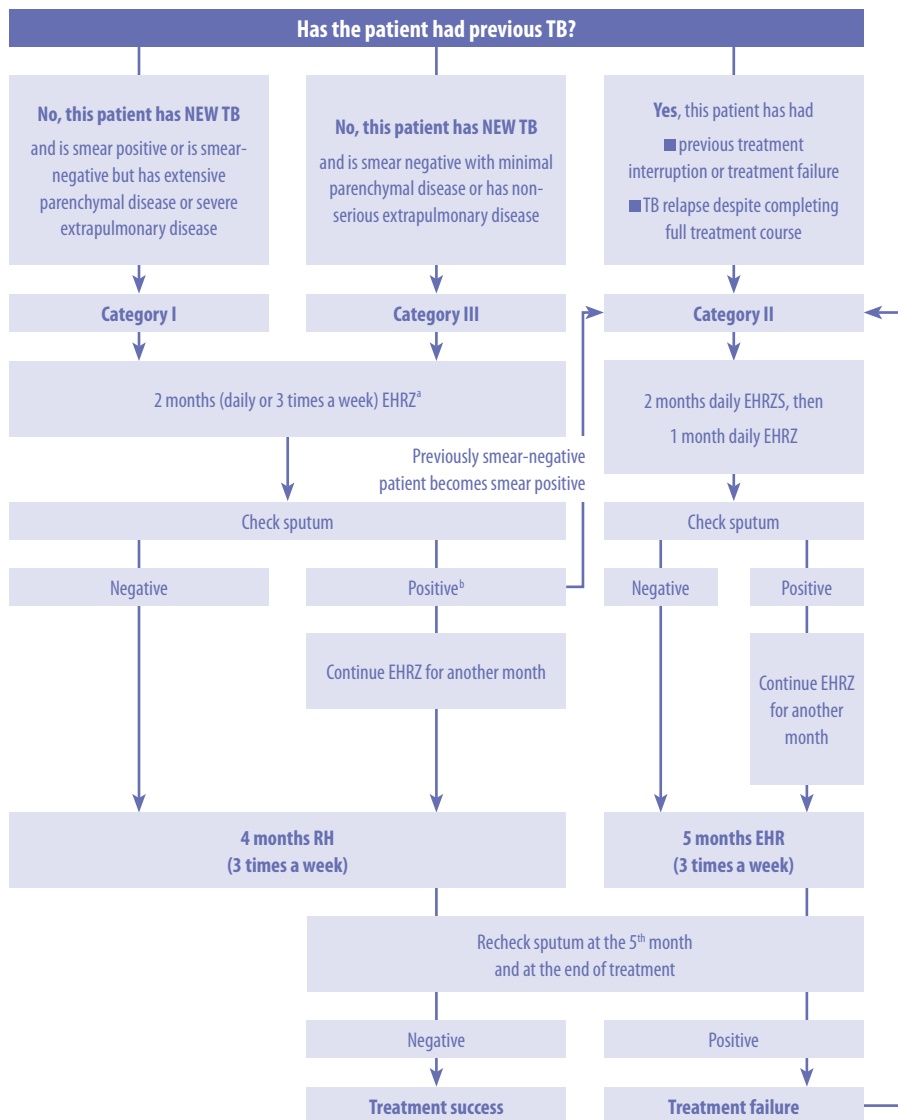 Has the patient had previous TB?
No, this patient has NEW TB
and is smear positive or is smear-
negative but has extensive
parenchymal disease or severe
extrapulmonary disease
No, this patient has NEW TB
and is smear negative with minimal
parenchymal disease or has non-
serious extrapulmonary disease
Yes, this patient has had
■ previous treatment
interruption or treatment failure
■ TB relapse despite completing
full treatment course
Category I
Category III
Category II
2 months (daily or 3 times a week) EHRZᵃ
2 months daily EHRZS, then
1 month daily EHRZ
Previously smear-negative
patient becomes smear positive
Check sputum
Check sputum
Negative
Positiveᵇ
Negative
Positive
Continue EHRZ for another month
Continue EHRZ
for another
month
4 months RH
(3 times a week)
5 months EHR
(3 times a week)
Recheck sputum at the 5ᵗʰ month
and at the end of treatment
Negative
Positive
Treatment success
Treatment failure